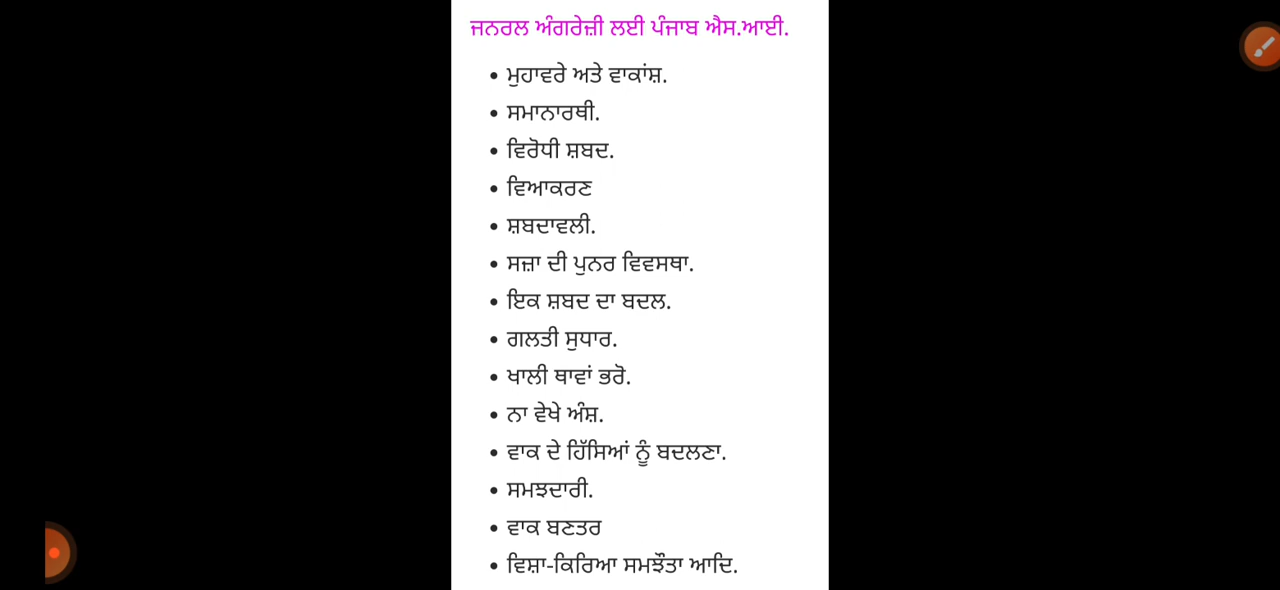 ਜਨਰਲ ਅੰਗਰੇਜ਼ੀ ਲਈ ਪੰਜਾਬ ਐਸ.ਆਈ.
• ਮੁਹਾਵਰੇ ਅਤੇ ਵਾਕਾਂਸ਼.
• ਸਮਾਨਾਰਥੀ.
• ਵਿਰੋਧੀ ਸ਼ਬਦ.
• ਵਿਆਕਰਣ
• ਸ਼ਬਦਾਵਲੀ.
• ਸਜ਼ਾ ਦੀ ਪੁਨਰ ਵਿਵਸਥਾ.
• ਇਕ ਸ਼ਬਦ ਦਾ ਬਦਲ.
• ਗਲਤੀ ਸੁਧਾਰ.
• ਖਾਲੀ ਥਾਵਾਂ ਭਰੋ.
• ਨਾ ਵੇਖੇ ਅੰਸ਼.
• ਵਾਕ ਦੇ ਹਿੱਸਿਆਂ ਨੂੰ ਬਦਲਣਾ.
• ਸਮਝਦਾਰੀ.
• ਵਾਕ ਬਣਤਰ
• ਵਿਸ਼ਾ-ਕਿਰਿਆ ਸਮਝੌਤਾ ਆਦਿ.